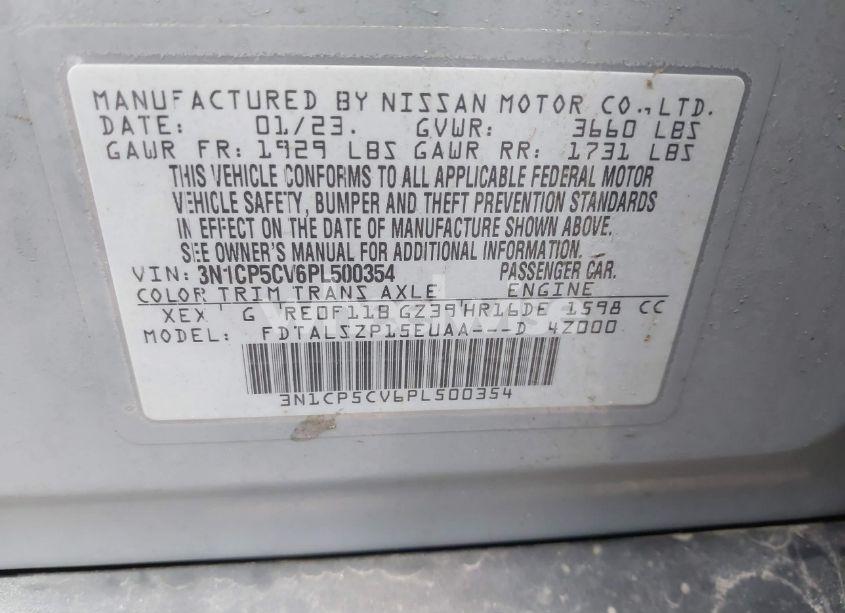 MANUFACTURED BY NISSAN MOTOR CO., LTD.
DATE: 01/23. GVWR: 3660 LBS
GAWR FR: 1929 LBS GAWR RR: 1731 LBS
THIS VEHICLE CONFORMS TO ALL APPLICABLE FEDERAL MOTOR
VEHICLE SAFETY, BUMPER AND THEFT PREVENTION STANDARDS
IN EFFECT ON THE DATE OF MANUFACTURE SHOWN ABOVE.
SEE OWNER'S MANUAL FOR ADDITIONAL INFORMATION.
VIN: 3N1CP5CV6PL500354 PASSENGER CAR.
COLOR TRIM TRANS AXLE ENGINE
XEX G RE0F11B GZ39 HR16DE 1598 CC
MODEL: FDTALSZP15EUAA---D 4Z000
3N1CP5CV6PL500354